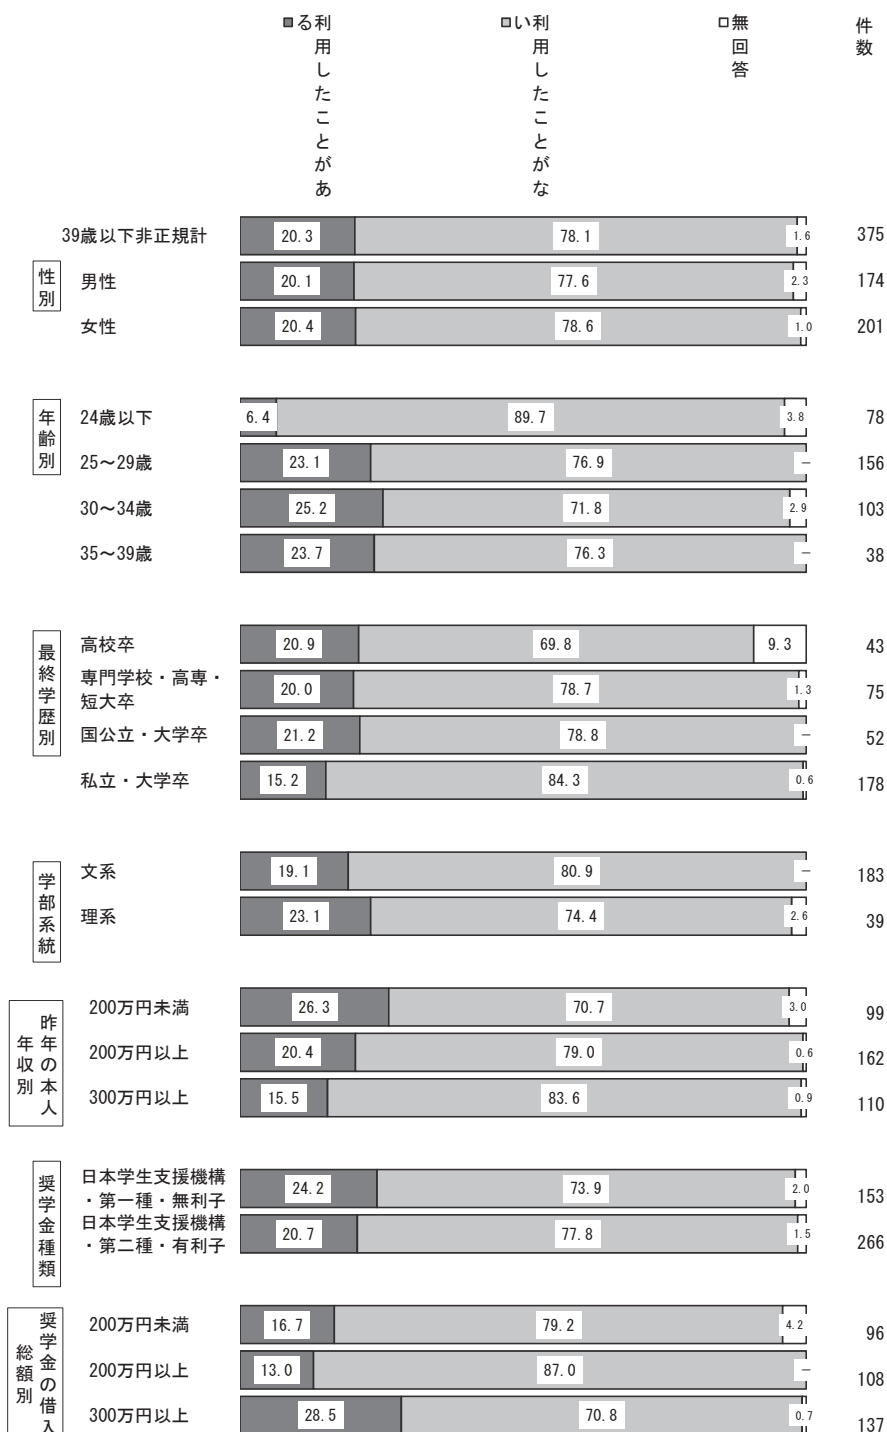 ■利用したことがある
□利用したことがない
□無回答
件数
39歳以下非正規計 20.3 78.1 1.6 375
性別
男性 20.1 77.6 2.3 174
女性 20.4 78.6 1.0 201
年齢別
24歳以下 6.4 89.7 3.8 78
25～29歳 23.1 76.9 － 156
30～34歳 25.2 71.8 2.9 103
35～39歳 23.7 76.3 － 38
最終学歴別
高校卒 20.9 69.8 9.3 43
専門学校・高専・
短大卒 20.0 78.7 1.3 75
国公立・大学卒 21.2 78.8 － 52
私立・大学卒 15.2 84.3 0.6 178
学部系統
文系 19.1 80.9 － 183
理系 23.1 74.4 2.6 39
昨年の本人
年収別
200万円未満 26.3 70.7 3.0 99
200万円以上 20.4 79.0 0.6 162
300万円以上 15.5 83.6 0.9 110
奨学金種類
日本学生支援機構
・第一種・無利子 24.2 73.9 2.0 153
日本学生支援機構
・第二種・有利子 20.7 77.8 1.5 266
奨学金の借入
総額別
200万円未満 16.7 79.2 4.2 96
200万円以上 13.0 87.0 － 108
300万円以上 28.5 70.8 0.7 137